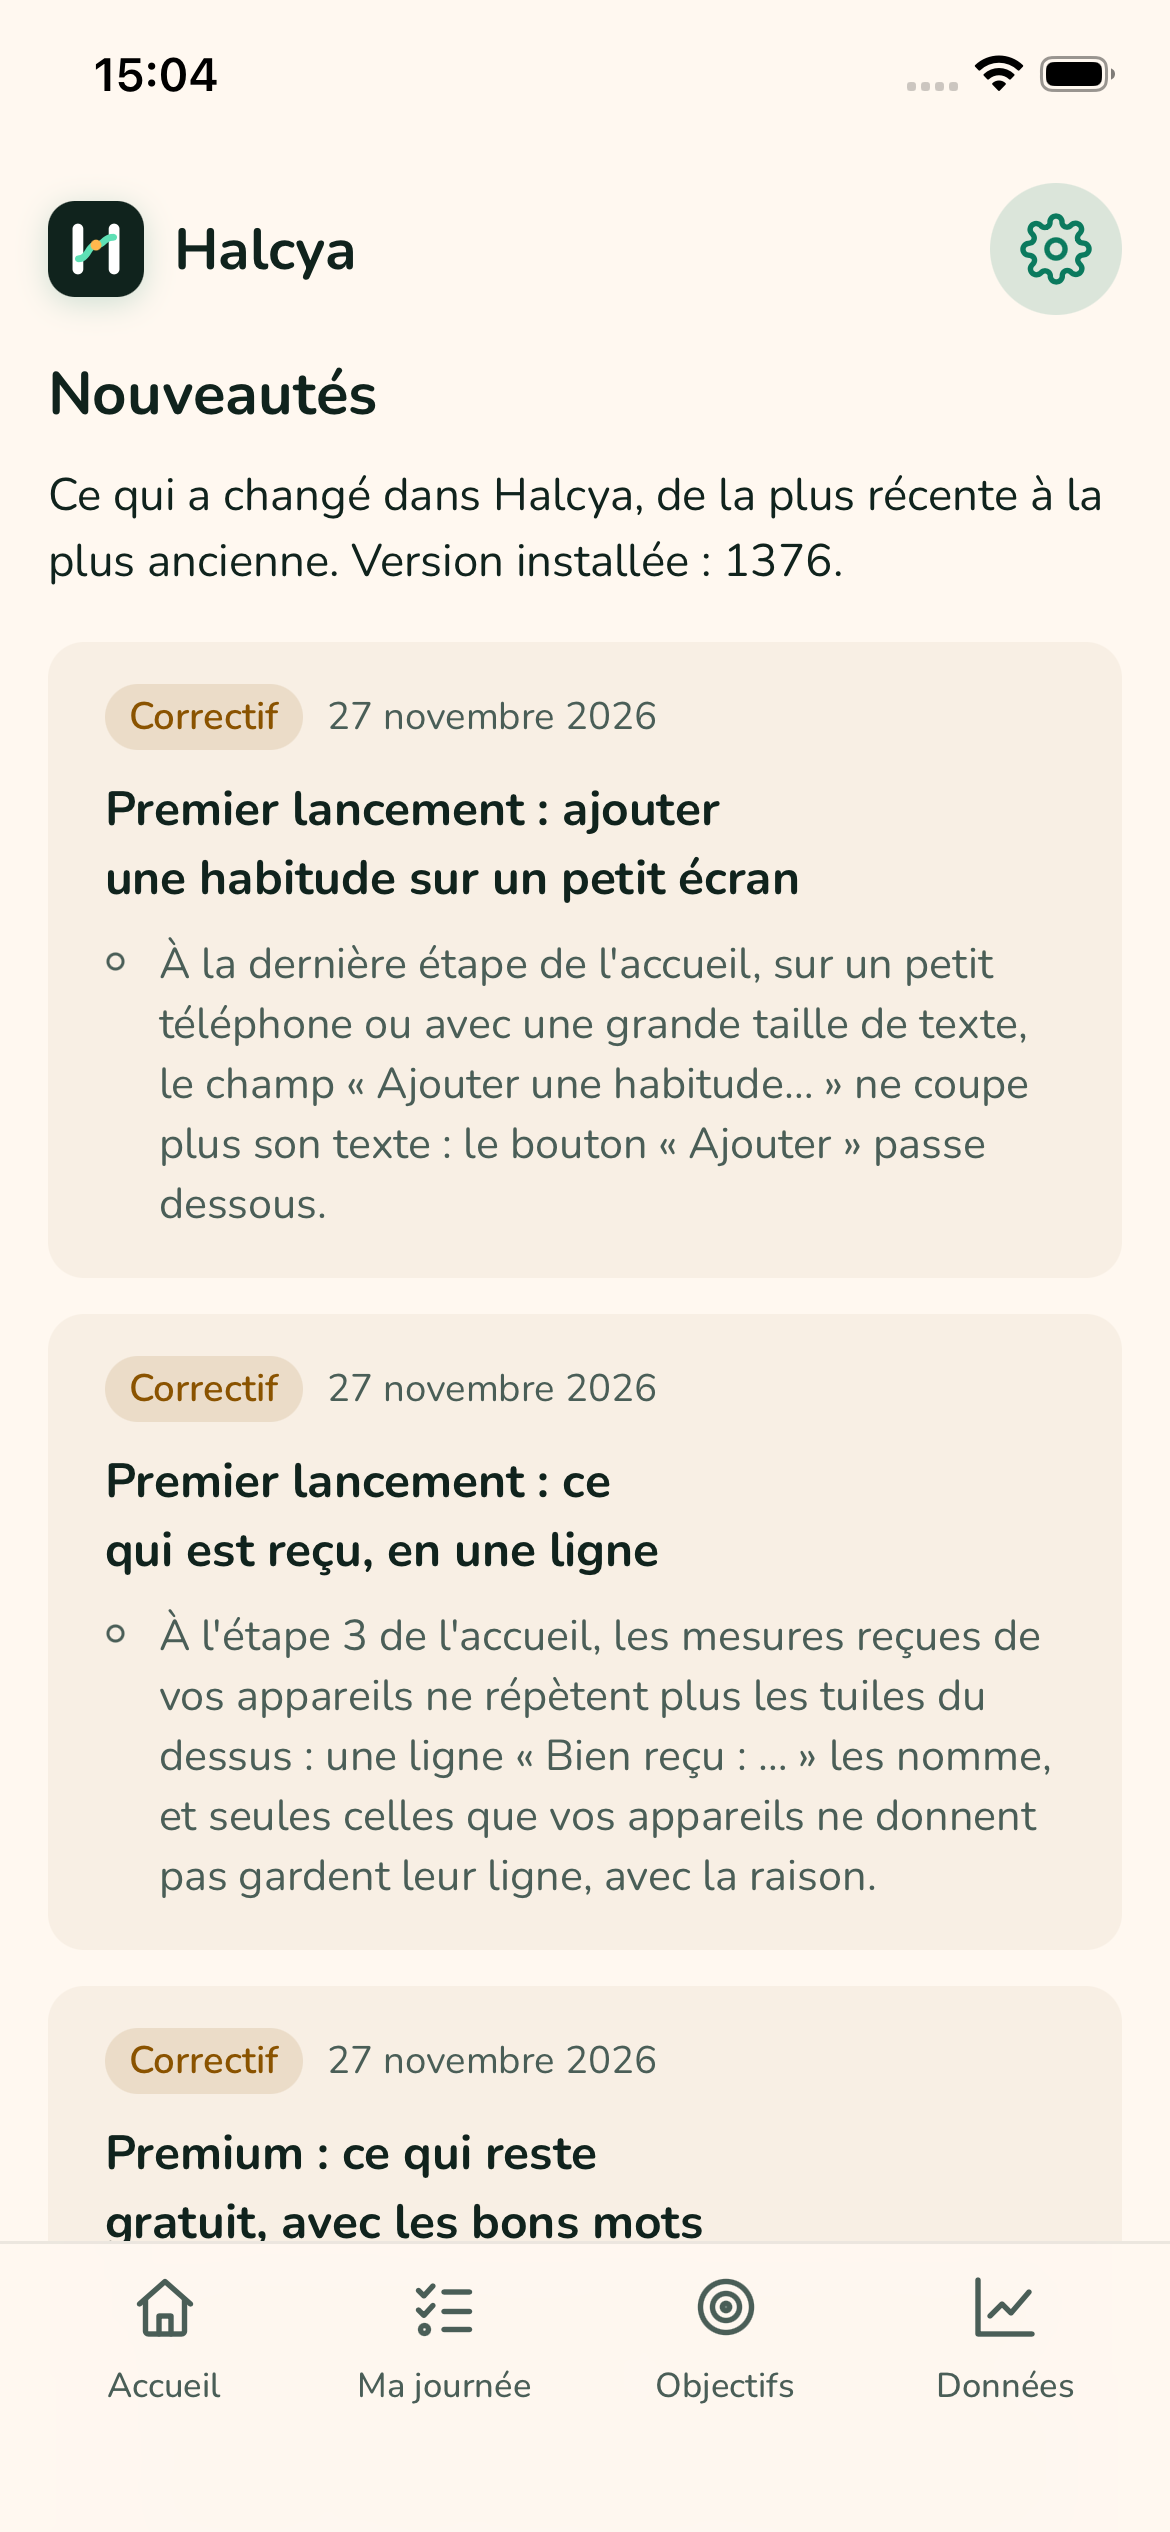 15:04
Halcya
Nouveautés
Ce qui a changé dans Halcya, de la plus récente à la
plus ancienne. Version installée : 1376.
Correctif 27 novembre 2026
Premier lancement : ajouter
une habitude sur un petit écran
À la dernière étape de l'accueil, sur un petit
téléphone ou avec une grande taille de texte,
le champ « Ajouter une habitude… » ne coupe
plus son texte : le bouton « Ajouter » passe
dessous.
Correctif 27 novembre 2026
Premier lancement : ce
qui est reçu, en une ligne
À l'étape 3 de l'accueil, les mesures reçues de
vos appareils ne répètent plus les tuiles du
dessus : une ligne « Bien reçu : … » les nomme,
et seules celles que vos appareils ne donnent
pas gardent leur ligne, avec la raison.
Correctif 27 novembre 2026
Premium : ce qui reste
gratuit, avec les bons mots
Accueil Ma journée Objectifs Données